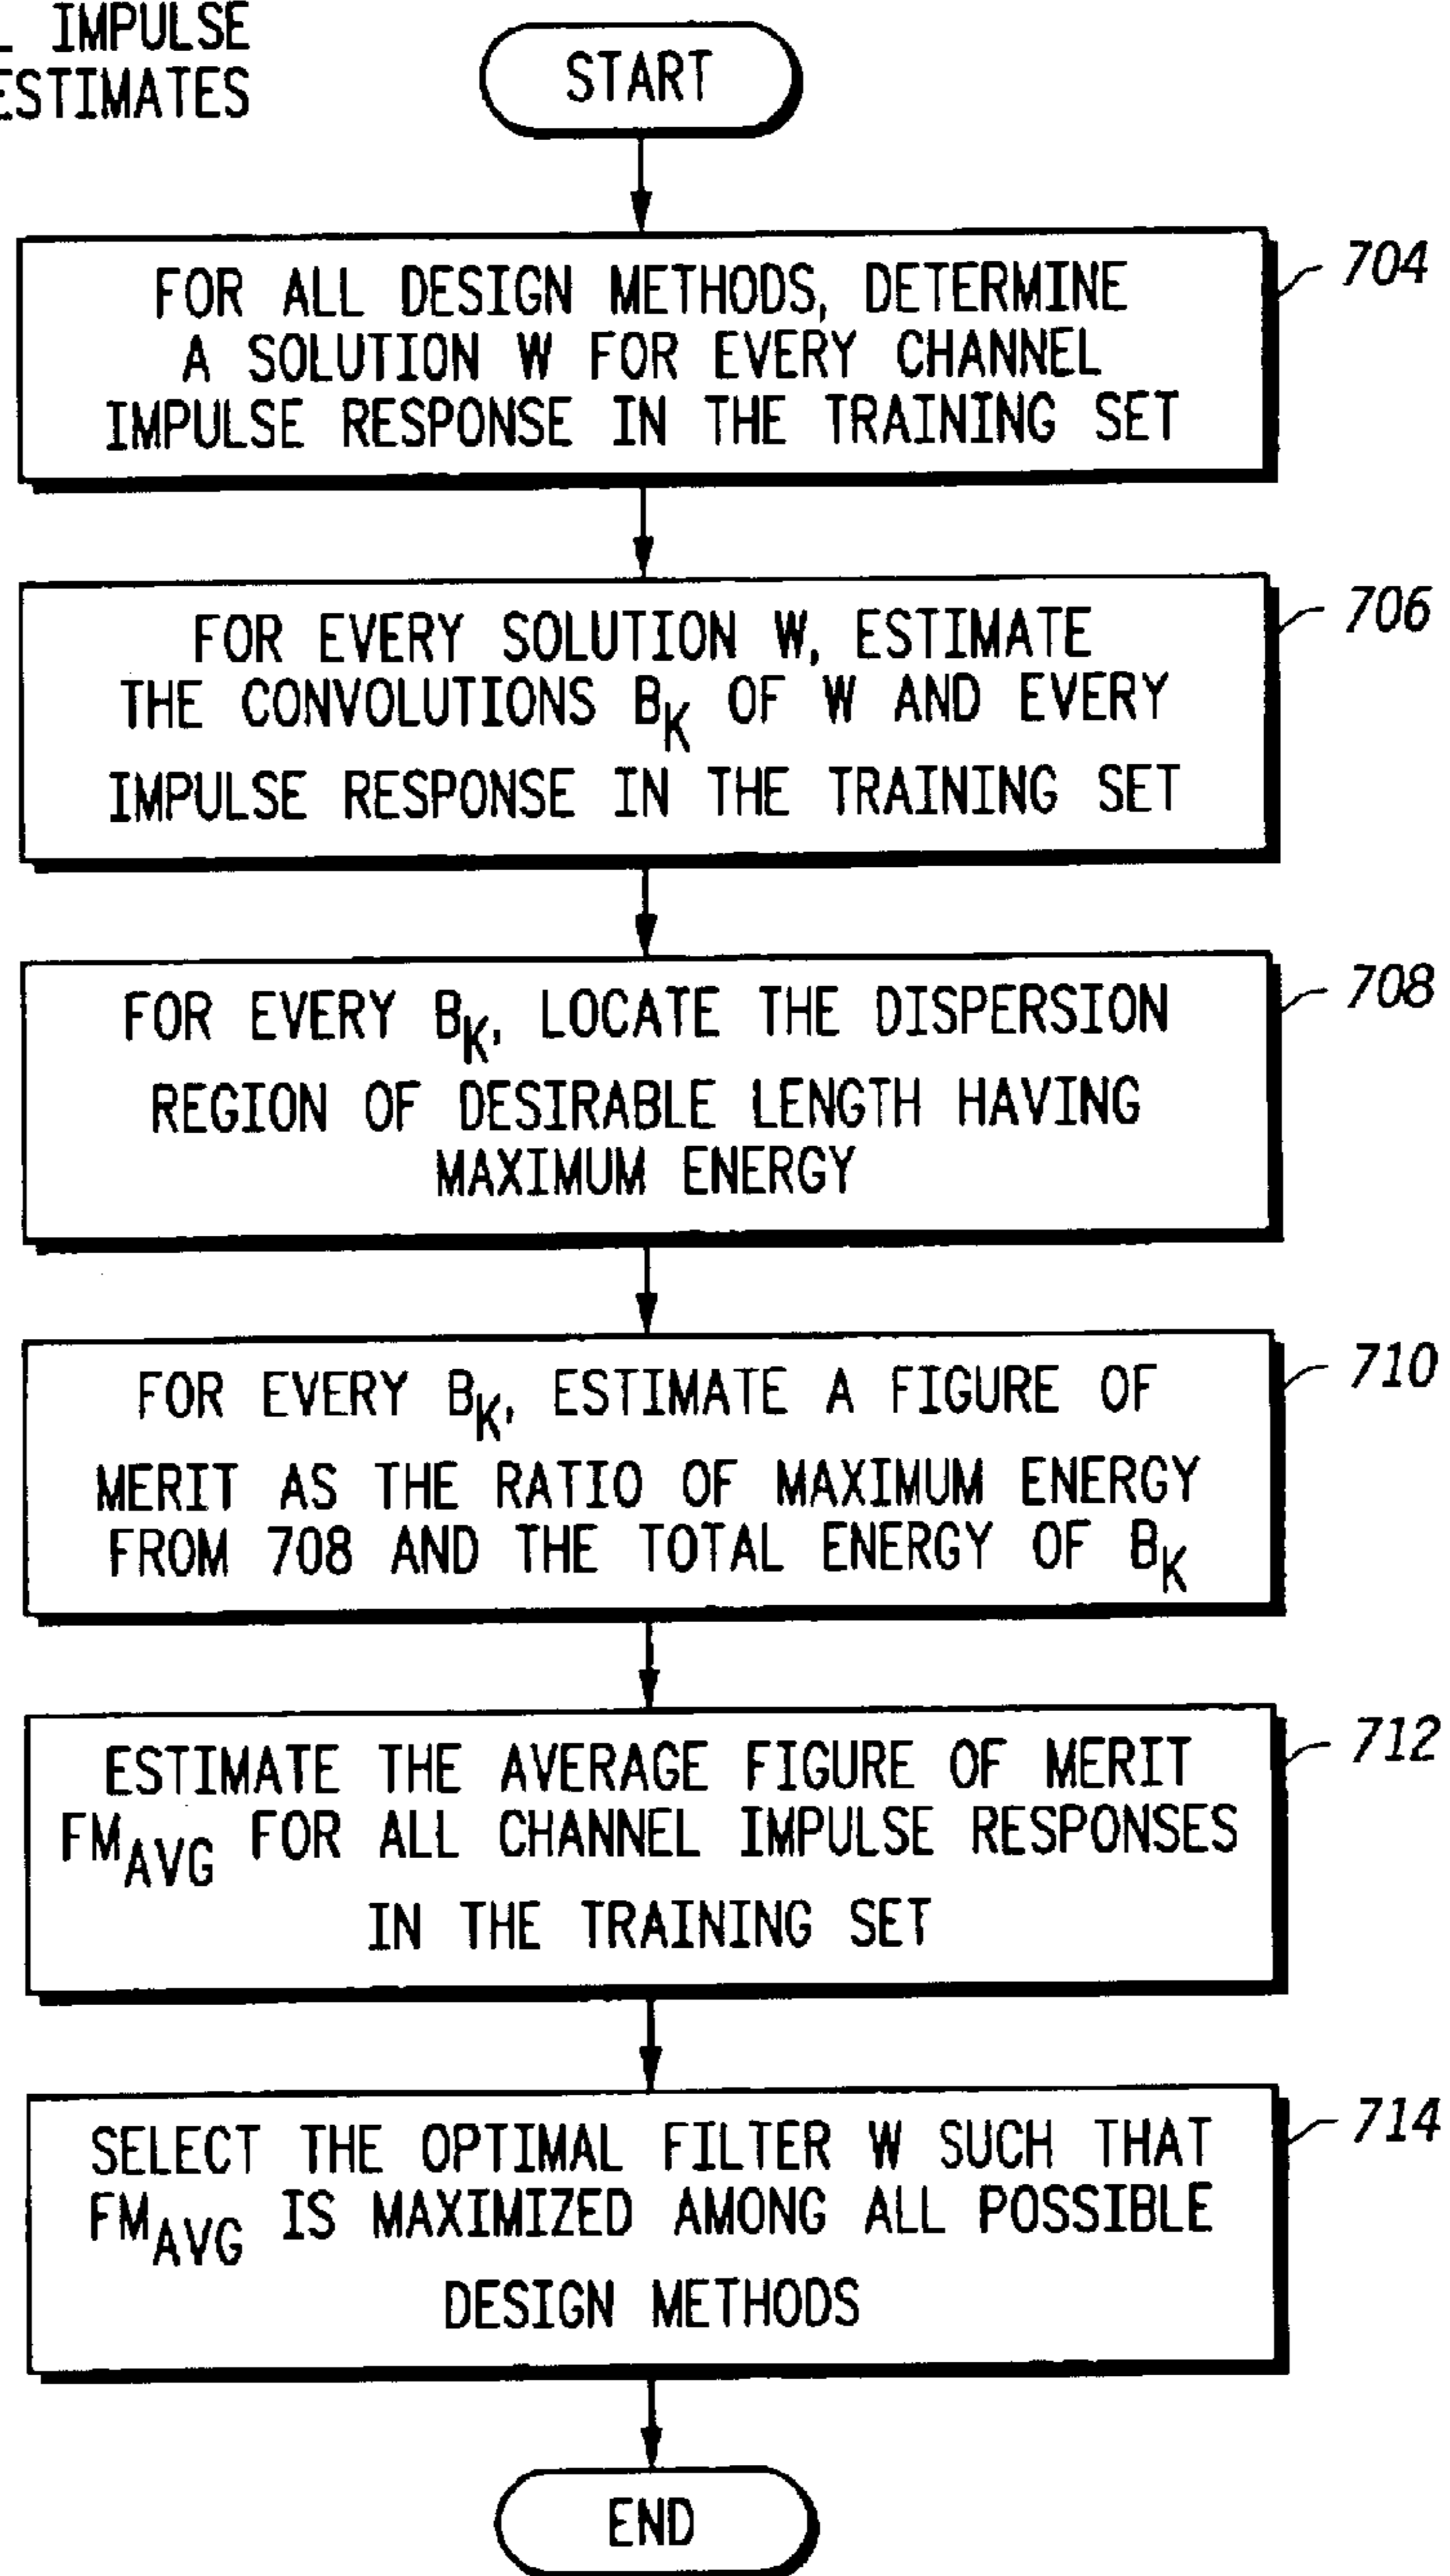 IMPULSE
ESTIMATES
START
704
FOR ALL DESIGN METHODS, DETERMINE
A SOLUTION W FOR EVERY CHANNEL
IMPULSE RESPONSE IN THE TRAINING SET
706
FOR EVERY SOLUTION W, ESTIMATE
THE CONVOLUTIONS BK OF W AND EVERY
IMPULSE RESPONSE IN THE TRAINING SET
708
FOR EVERY BK, LOCATE THE DISPERSION
REGION OF DESIRABLE LENGTH HAVING
MAXIMUM ENERGY
710
FOR EVERY BK, ESTIMATE A FIGURE OF
MERIT AS THE RATIO OF MAXIMUM ENERGY
FROM 708 AND THE TOTAL ENERGY OF BK
712
ESTIMATE THE AVERAGE FIGURE OF MERIT
FMAVG FOR ALL CHANNEL IMPULSE RESPONSES
IN THE TRAINING SET
714
SELECT THE OPTIMAL FILTER W SUCH THAT
FMAVG IS MAXIMIZED AMONG ALL POSSIBLE
DESIGN METHODS
END